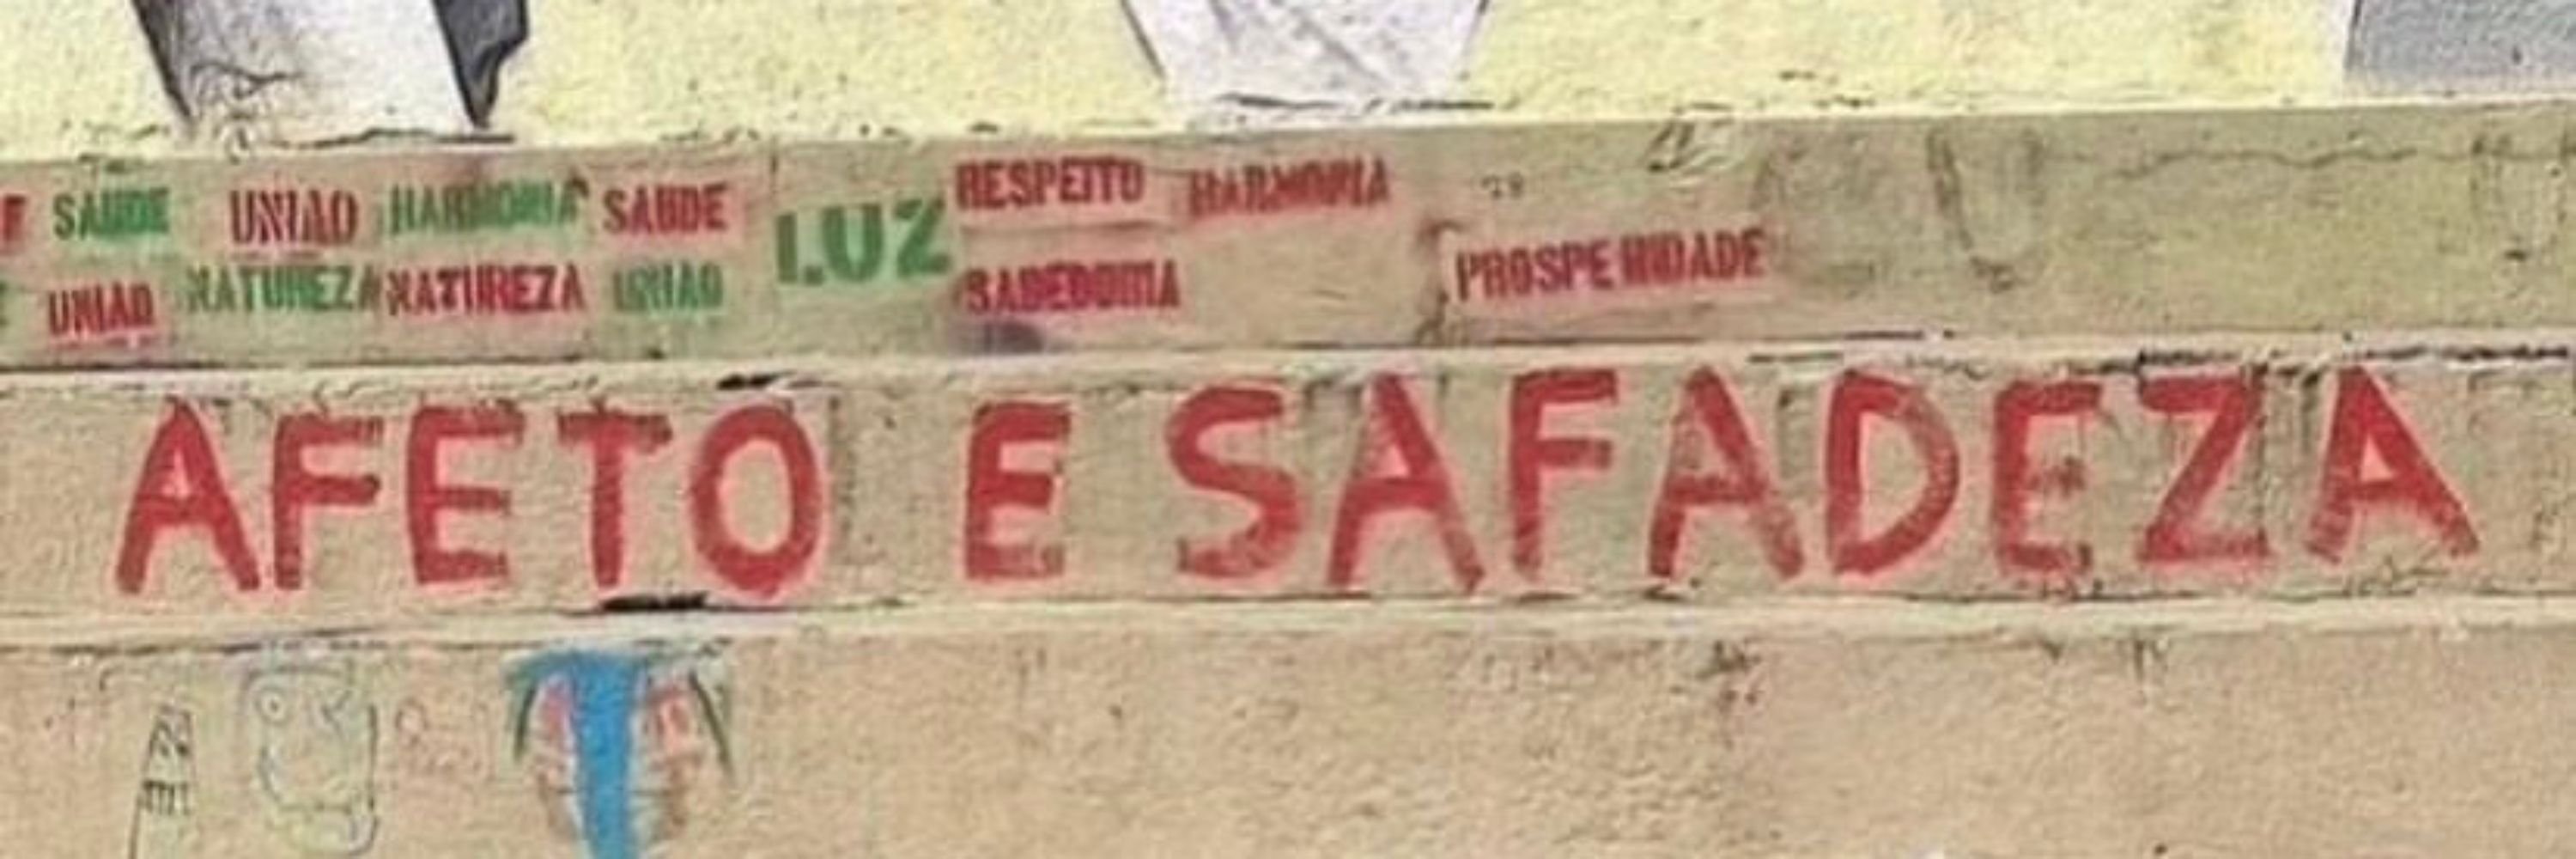 SAUDE UNIAO HARMONIA SAUDE LUZ RESPEITO HARMONIA
UNIAO NATUREZA NATUREZA UNIAO SABEDORIA PROSPERIDADE
AFETO E SAFADEZA